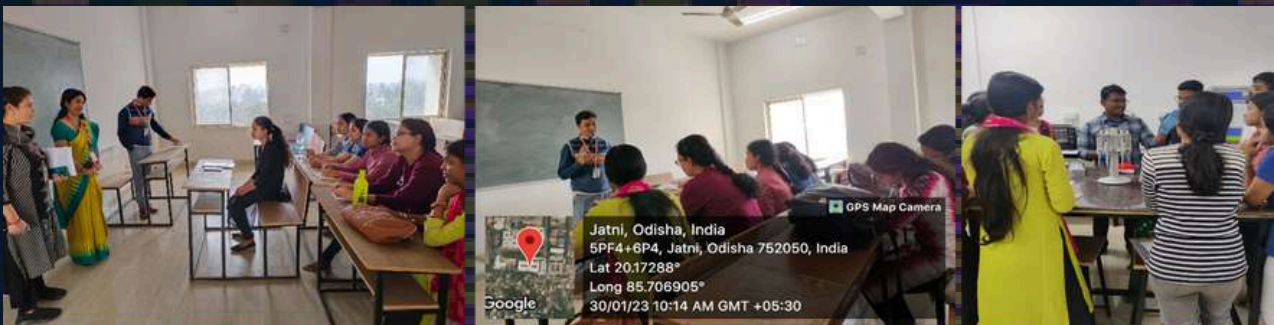 GPS Map Camera
Jatni, Odisha, India
5PF4+6P4, Jatni, Odisha 752050, India
Lat 20.17288°
Long 85.706905°
30/01/23 10:14 AM GMT +05:30
Google